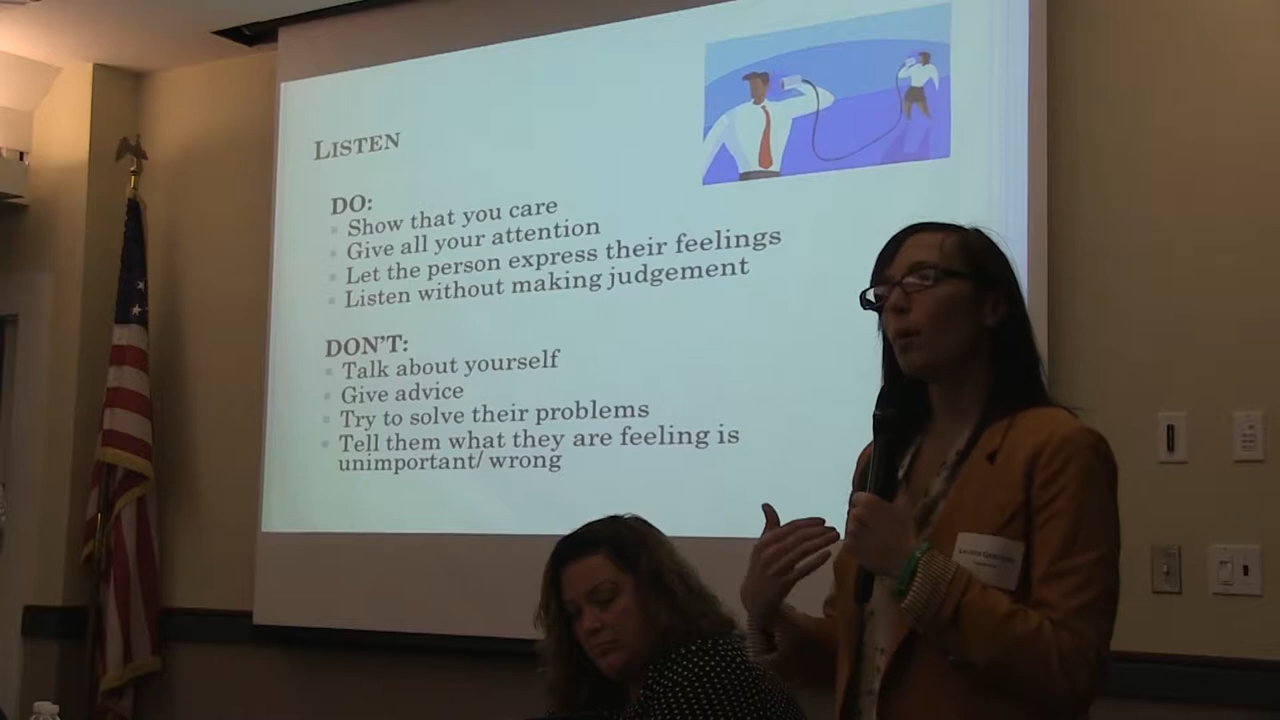 LISTEN
DO:
Show that you care
Give all your attention
Let the person express their feelings
Listen without making judgement
DON'T:
Talk about yourself
Give advice
Try to solve their problems
Tell them what they are feeling is
unimportant/ wrong